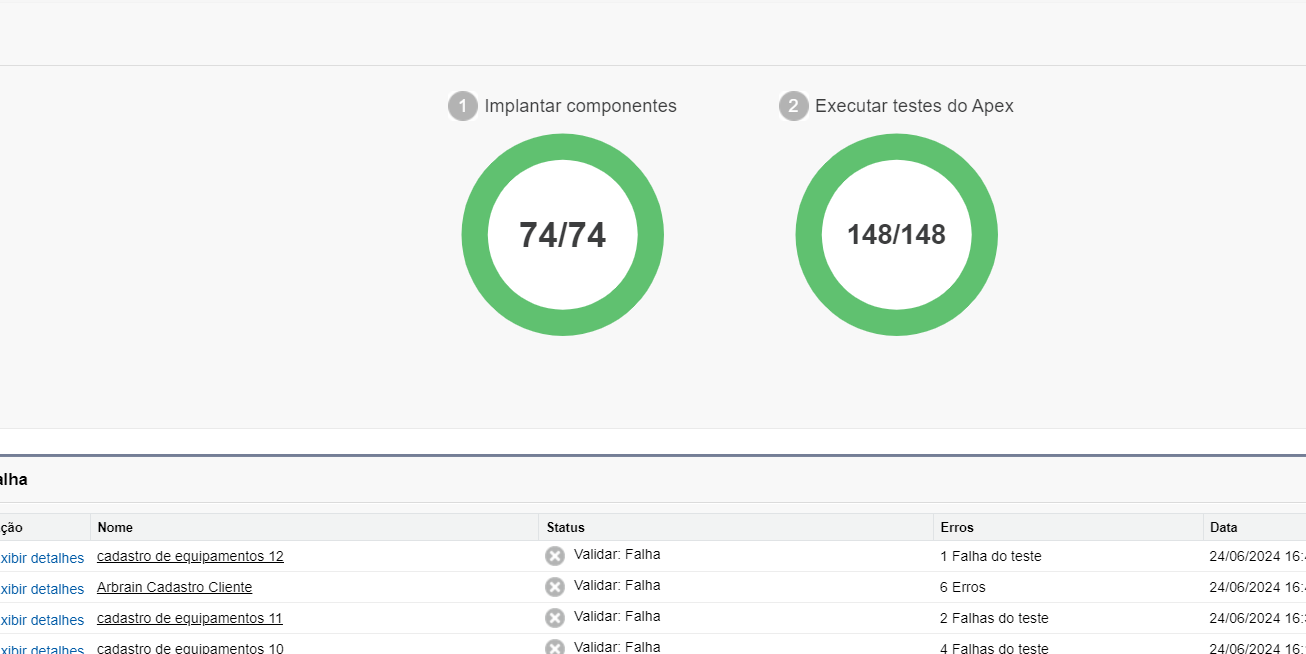 1 Implantar componentes
2 Executar testes do Apex
74/74
148/148
alha
ção Nome Status Erros Data
xibir detalhes cadastro de equipamentos 12 Validar: Falha 1 Falha do teste 24/06/2024 16:
xibir detalhes Arbrain Cadastro Cliente Validar: Falha 6 Erros 24/06/2024 16:
xibir detalhes cadastro de equipamentos 11 Validar: Falha 2 Falhas do teste 24/06/2024 16:
xibir detalhes cadastro de equipamentos 10 Validar: Falha 4 Falhas do teste 24/06/2024 16: